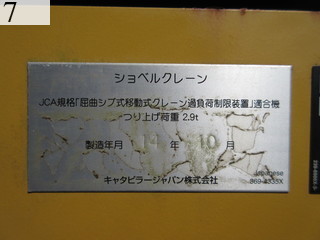 7
ショベルクレーン
JCA規格「屈曲ジブ式移動式クレーン過負荷制限装置」適合機
つり上げ荷重 2.9t
製造年月 14 年 10 月
キャタピラージャパン株式会社